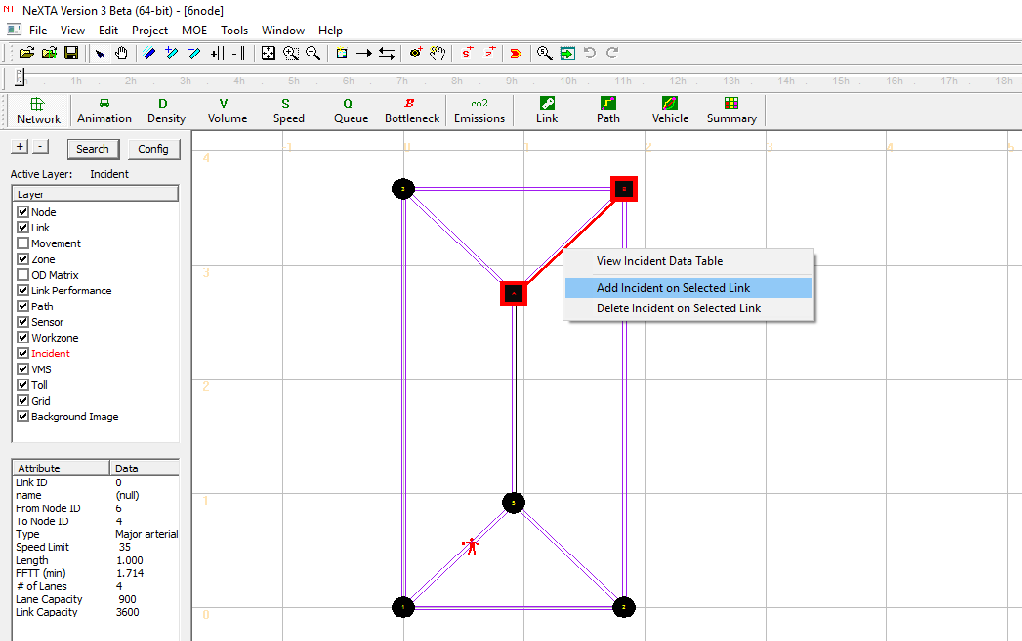 NeXTA Version 3 Beta (64-bit) - [6node]
File View Edit Project MOE Tools Window Help
1h 2h 3h 4h 5h 6h 7h 8h 9h 10h 11h 12h 13h 14h 15h 16h 17h 18h
D V S Q B co2
Network Animation Density Volume Speed Queue Bottleneck Emissions Link Path Vehicle Summary
+ - Search Config
Active Layer: Incident
Layer
Node
Link
Movement
Zone
OD Matrix
Link Performance
Path
Sensor
Workzone
Incident
VMS
Toll
Grid
Background Image
Attribute Data
Link ID 0
name (null)
From Node ID 6
To Node ID 4
Type Major arterial
Speed Limit 35
Length 1.000
FFTT (min) 1.714
# of Lanes 4
Lane Capacity 900
Link Capacity 3600
0 1 2 3 4 5
4
3
2
1
0
View Incident Data Table
Add Incident on Selected Link
Delete Incident on Selected Link